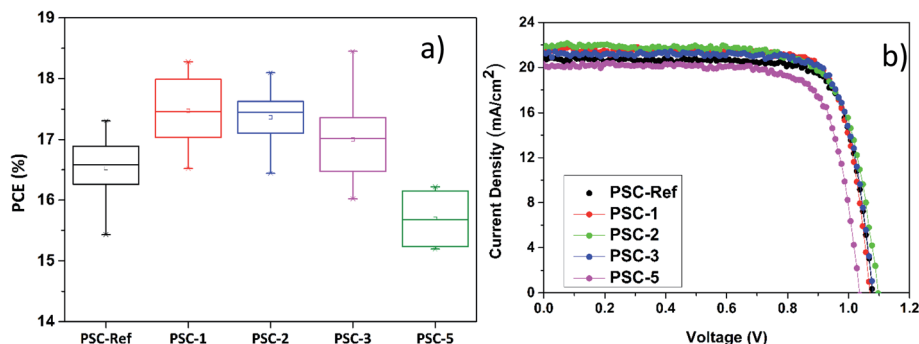 a)
PCE (%)
19
18
17
16
15
14
PSC-Ref PSC-1 PSC-2 PSC-3 PSC-5
b)
Current Density (mA/cm²)
24
20
16
12
8
4
0
PSC-Ref
PSC-1
PSC-2
PSC-3
PSC-5
0.0 0.2 0.4 0.6 0.8 1.0 1.2
Voltage (V)